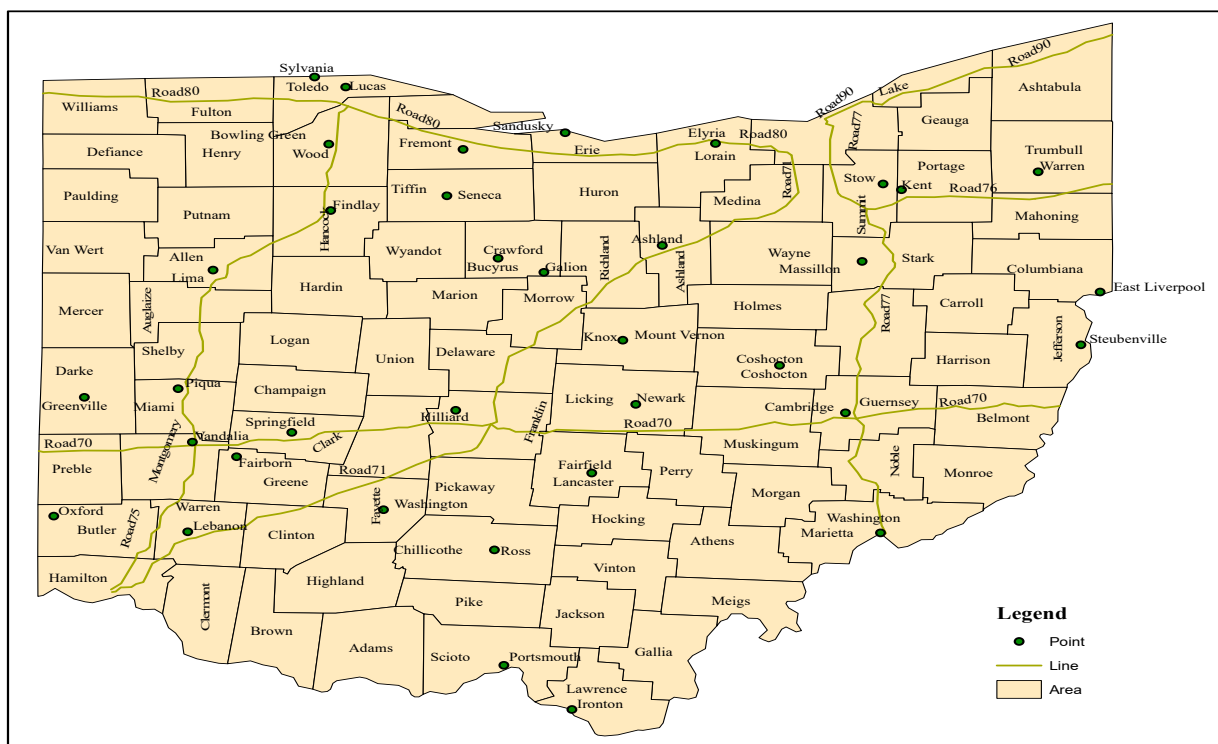 Sylvania
Toledo
Lucas
Road80
Williams
Fulton
Road80
Sandusky
Road90
Road90
Lake
Ashtabula
Geauga
Bowling Green
Wood
Henry
Defiance
Fremont
Erie
Elyria
Lorain
Road80
Road77
Trumbull
Warren
Portage
Paulding
Putnam
Tiffin
Seneca
Huron
Medina
Road71
Stow
Kent
Road76
Findlay
Hancock
Summit
Mahoning
Van Wert
Allen
Lima
Wyandot
Crawford
Bucyrus
Galion
Richland
Ashland
Ashland
Wayne
Massillon
Stark
Columbiana
East Liverpool
Mercer
Auglaize
Hardin
Marion
Morrow
Holmes
Road77
Carroll
Jefferson
Steubenville
Shelby
Logan
Union
Delaware
Knox
Mount Vernon
Coshocton
Coshocton
Harrison
Darke
Greenville
Piqua
Miami
Champaign
Hilliard
Licking
Newark
Cambridge
Guernsey
Road70
Belmont
Springfield
Clark
Franklin
Road70
Muskingum
Road70
Montgomery
Vandalia
Preble
Fairborn
Greene
Road71
Pickaway
Fairfield
Lancaster
Perry
Morgan
Noble
Monroe
Oxford
Butler
Road75
Warren
Lebanon
Clinton
Fayette
Washington
Hocking
Washington
Marietta
Hamilton
Chillicothe
Ross
Athens
Vinton
Highland
Clermont
Brown
Adams
Pike
Jackson
Meigs
Gallia
Scioto
Portsmouth
Lawrence
Ironton
Legend
Point
Line
Area